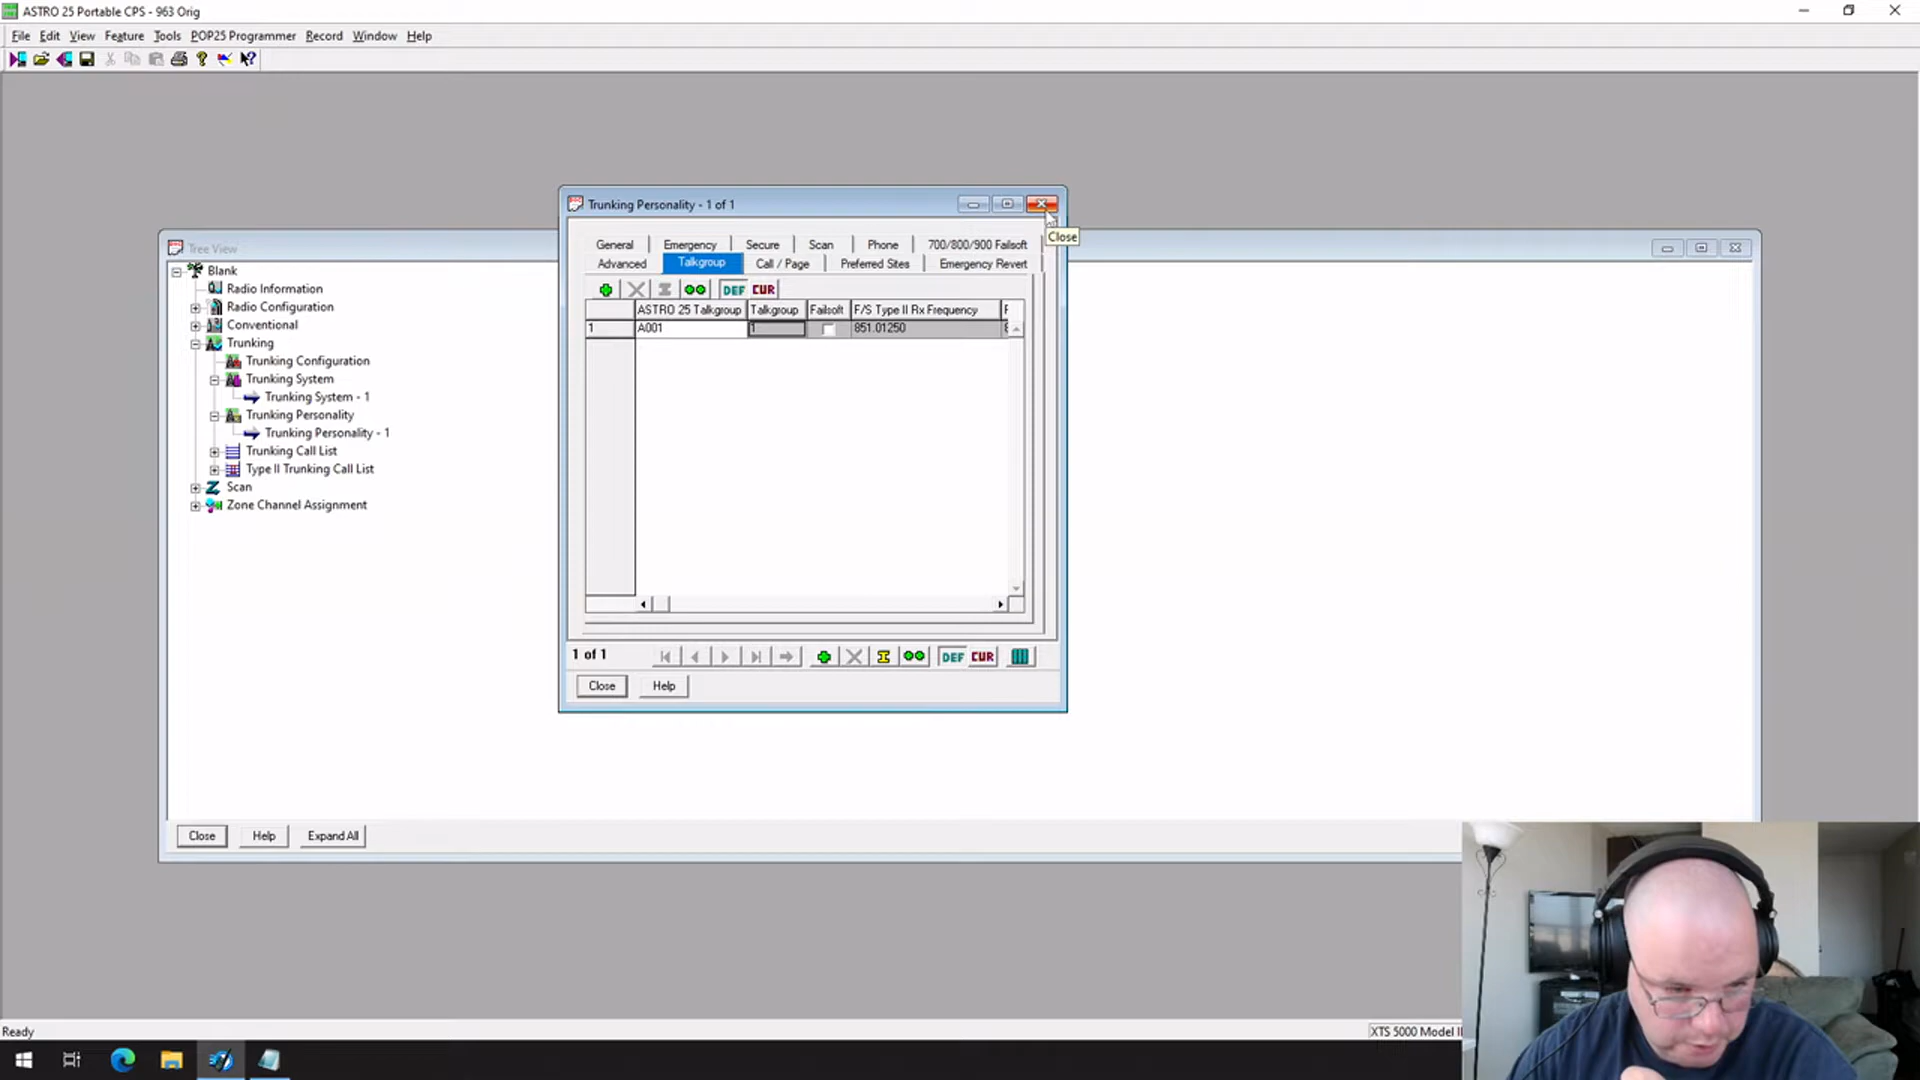 ASTRO 25 Portable CPS - 963 Orig
File Edit View Feature Tools POP25 Programmer Record Window Help
Trunking Personality - 1 of 1
Close
General Emergency Secure Scan Phone 700/800/900 Failsoft
Advanced Talkgroup Call / Page Preferred Sites Emergency Revert
DEF CUR
ASTRO 25 Talkgroup Talkgroup Failsoft F/S Type II Rx Frequency
1 A001 1 851.01250
1 of 1 DEF CUR
Close Help
Tree View
Blank
Radio Information
Radio Configuration
Conventional
Trunking
Trunking Configuration
Trunking System
Trunking System - 1
Trunking Personality
Trunking Personality - 1
Trunking Call List
Type II Trunking Call List
Scan
Zone Channel Assignment
Close Help Expand All
Ready XTS 5000 Model